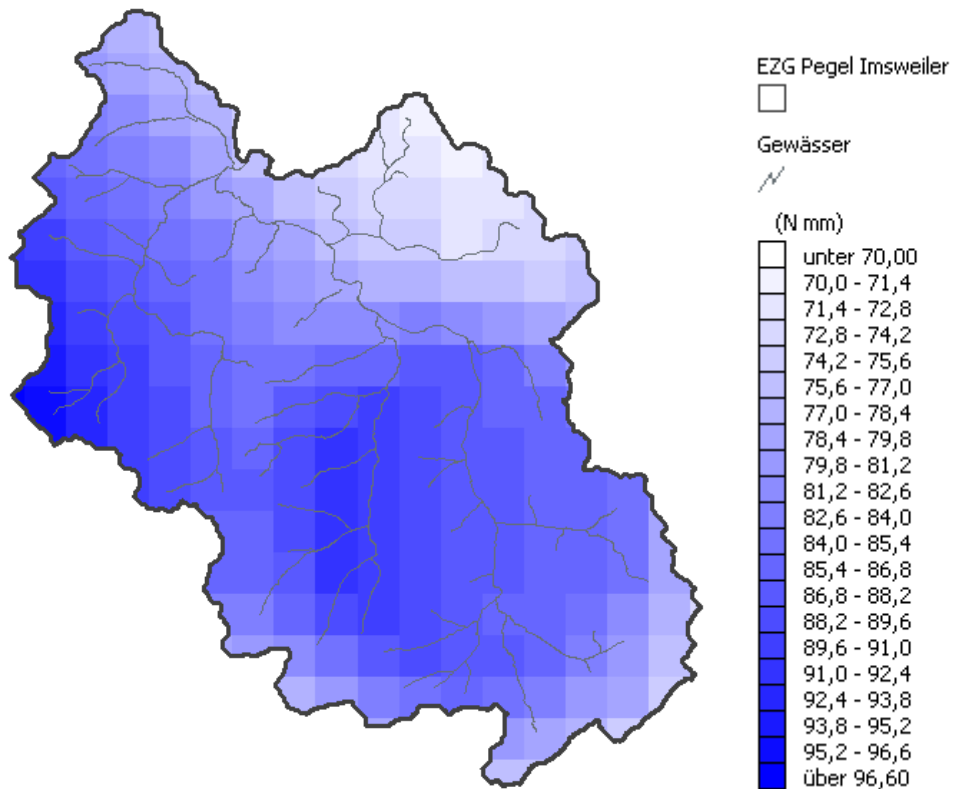 EZG Pegel Imsweiler
Gewässer
(N mm)
unter 70,00
70,0 - 71,4
71,4 - 72,8
72,8 - 74,2
74,2 - 75,6
75,6 - 77,0
77,0 - 78,4
78,4 - 79,8
79,8 - 81,2
81,2 - 82,6
82,6 - 84,0
84,0 - 85,4
85,4 - 86,8
86,8 - 88,2
88,2 - 89,6
89,6 - 91,0
91,0 - 92,4
92,4 - 93,8
93,8 - 95,2
95,2 - 96,6
über 96,60